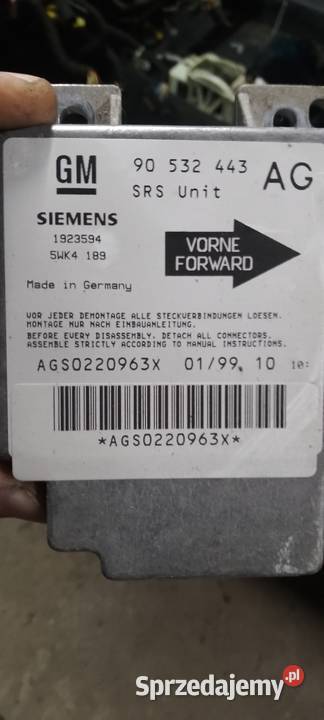 GM 90 532 443 AG
SRS Unit
SIEMENS
1923594
5WK4 189
VORNE
FORWARD
Made in Germany
VOR JEDER DEMONTAGE ALLE STECKVERBINDUNGEN LOESEN.
MONTAGE NUR NACH EINBAUANLEITUNG.
BEFORE EVERY DISASSEMBLY. DETACH ALL CONNECTORS.
ASSEMBLE STRICTLY ACCORDING TO MANUAL INSTRUCTIONS.
AGS0220963X 01/99. 10 10:
*AGS0220963X*
Sprzedajemy.pl